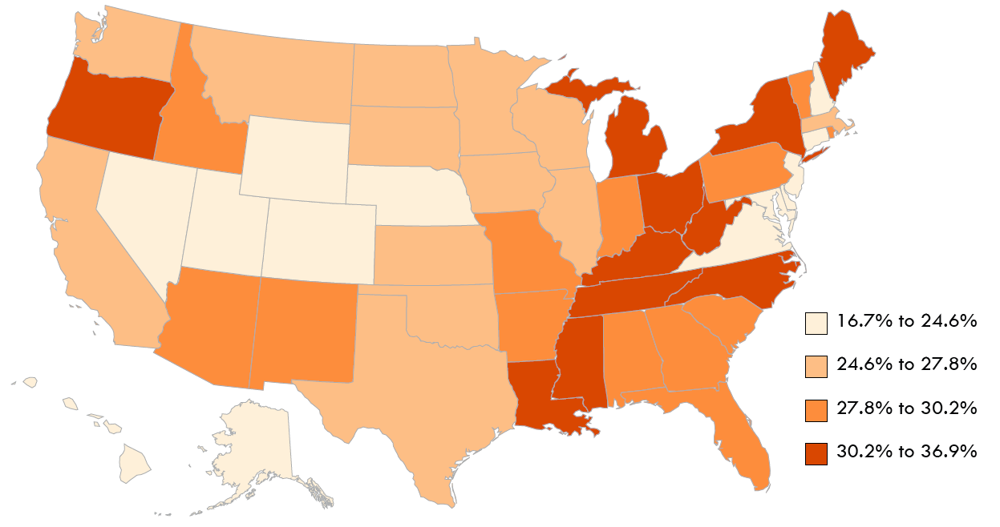 16.7% to 24.6%
24.6% to 27.8%
27.8% to 30.2%
30.2% to 36.9%